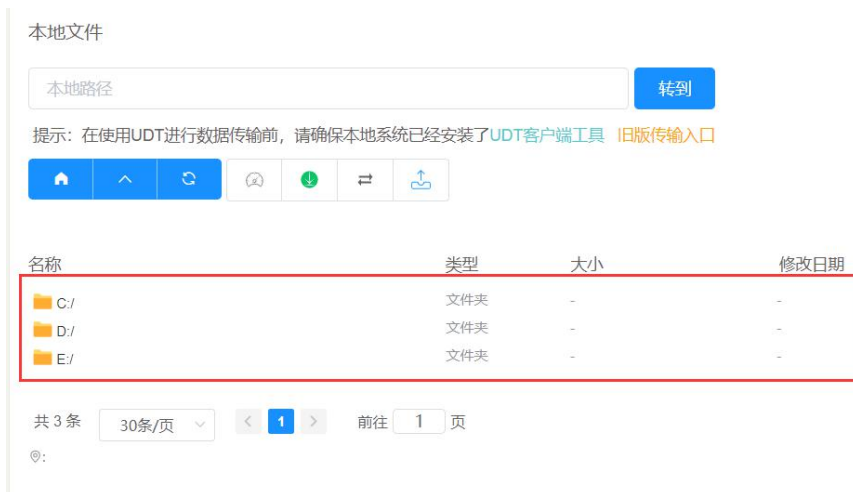 本地文件
本地路径 转到
提示：在使用UDT进行数据传输前，请确保本地系统已经安装了UDT客户端工具 旧版传输入口
名称 类型 大小 修改日期
C:/ 文件夹 - -
D:/ 文件夹 - -
E:/ 文件夹 - -
共 3 条 30条/页 1 前往 1 页
: